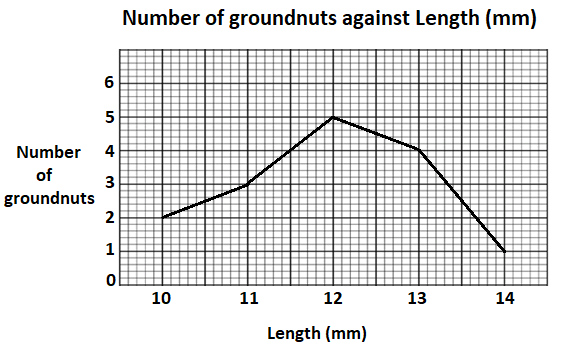 Number of groundnuts against Length (mm)
6
5
4
3
2
1
0
Number
of
groundnuts
10 11 12 13 14
Length (mm)